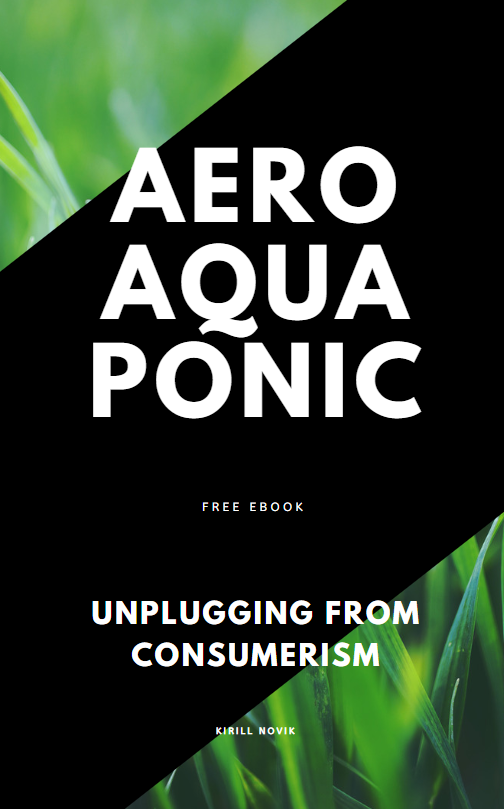 AERO
AQUA
PONIC
FREE EBOOK
UNPLUGGING FROM
CONSUMERISM
KIRILL NOVIK